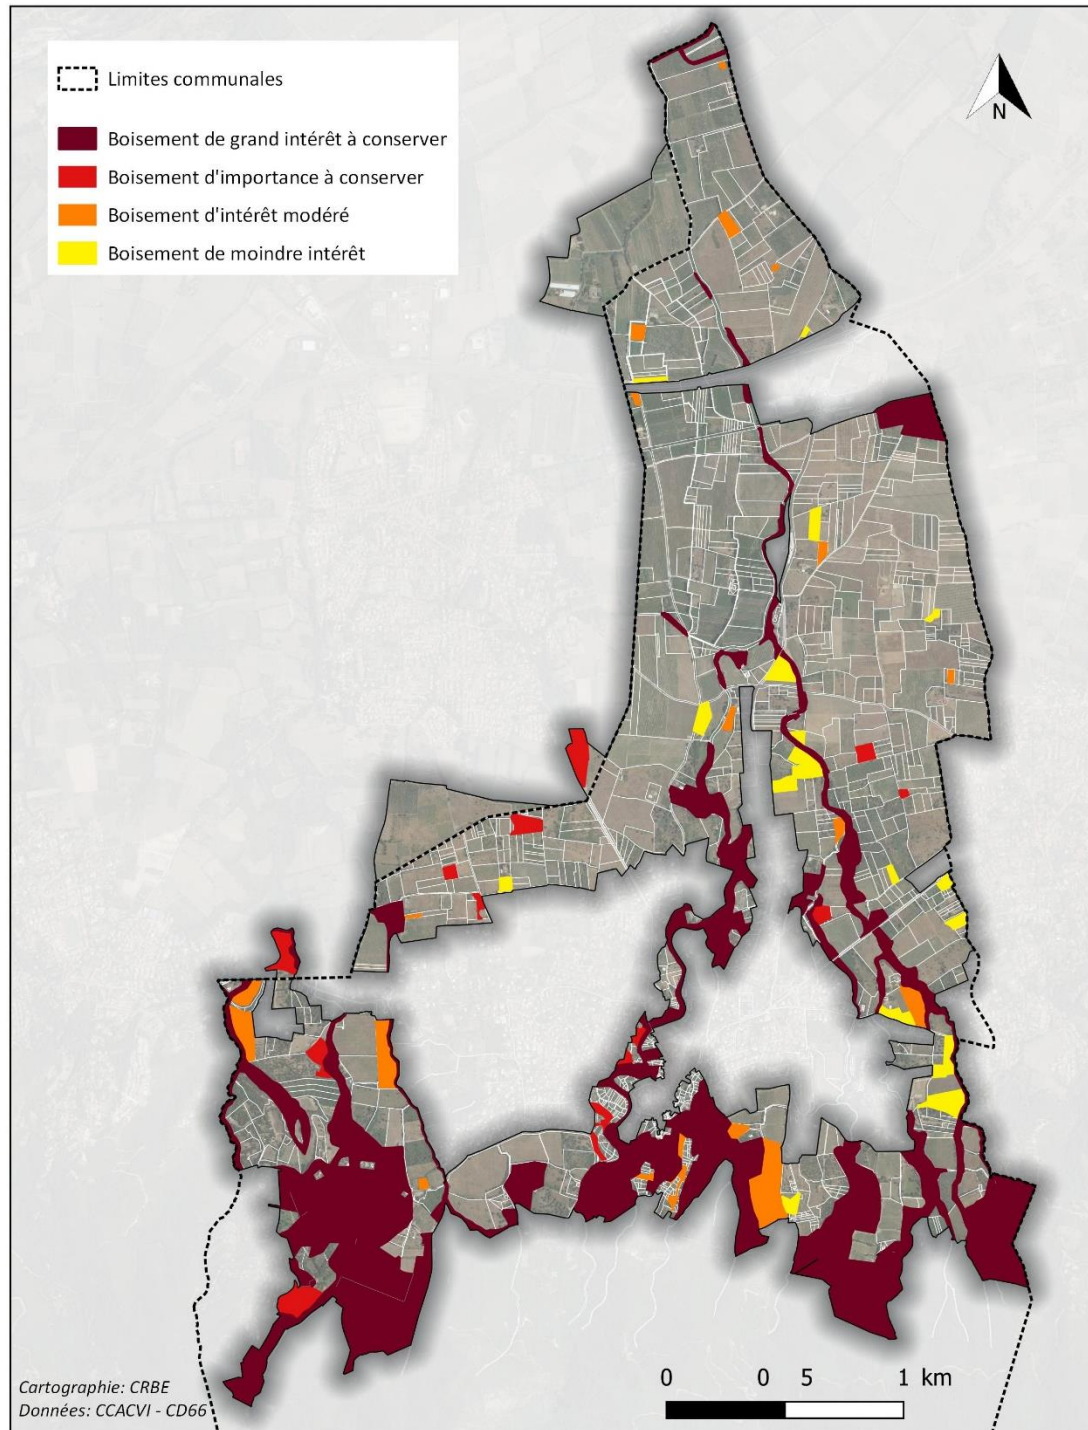 Limites communales
Boisement de grand intérêt à conserver
Boisement d'importance à conserver
Boisement d'intérêt modéré
Boisement de moindre intérêt
N
0 0 5 1 km
Cartographie: CRBE
Données: CCACVI - CD66